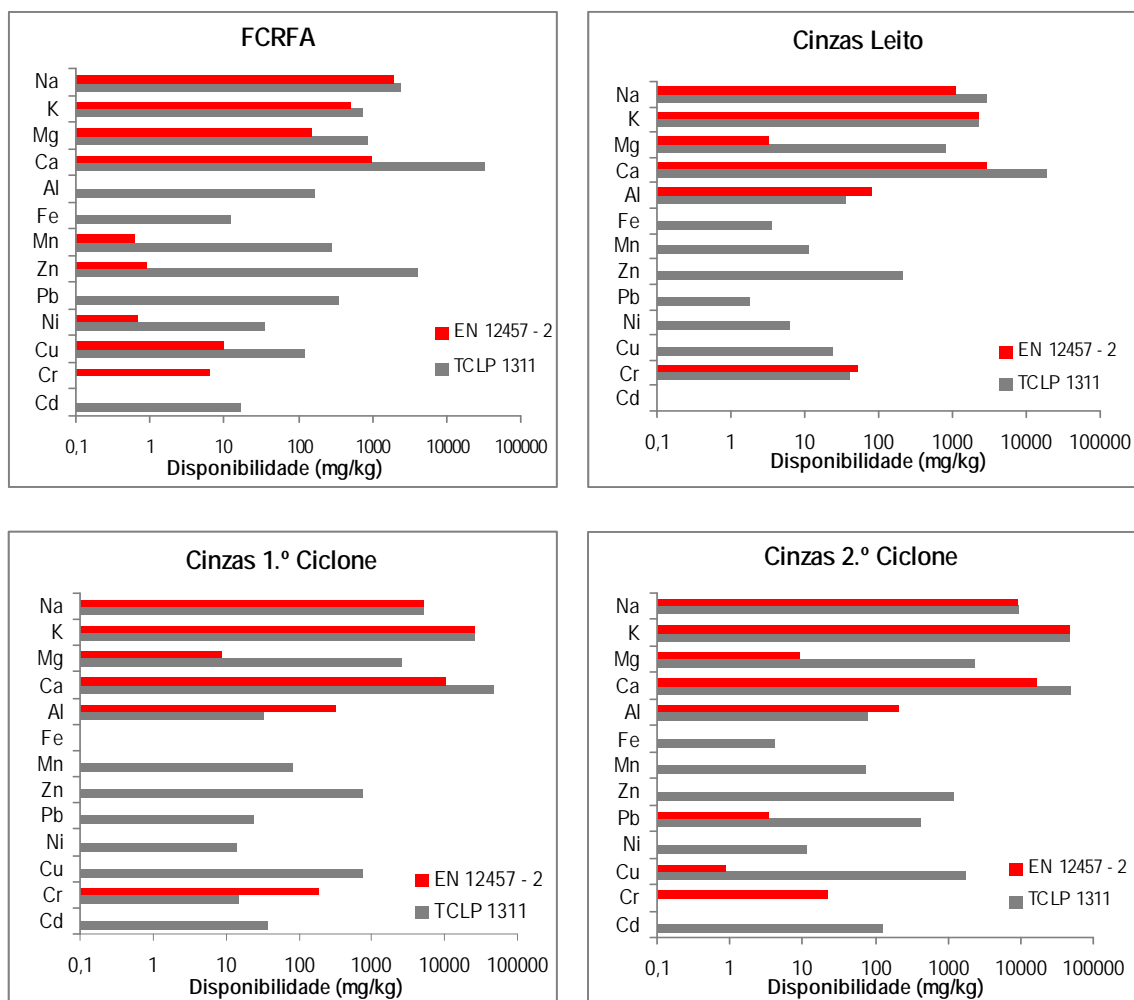 FCRFA
Na
K
Mg
Ca
Al
Fe
Mn
Zn
Pb
Ni
Cu
Cr
Cd
EN 12457 - 2
TCLP 1311
0,1 1 10 100 1000 10000 100000
Disponibilidade (mg/kg)
Cinzas Leito
Na
K
Mg
Ca
Al
Fe
Mn
Zn
Pb
Ni
Cu
Cr
Cd
EN 12457 - 2
TCLP 1311
0,1 1 10 100 1000 10000 100000
Disponibilidade (mg/kg)
Cinzas 1.º Ciclone
Na
K
Mg
Ca
Al
Fe
Mn
Zn
Pb
Ni
Cu
Cr
Cd
EN 12457 - 2
TCLP 1311
0,1 1 10 100 1000 10000 100000
Disponibilidade (mg/kg)
Cinzas 2.º Ciclone
Na
K
Mg
Ca
Al
Fe
Mn
Zn
Pb
Ni
Cu
Cr
Cd
EN 12457 - 2
TCLP 1311
0,1 1 10 100 1000 10000 100000
Disponibilidade (mg/kg)